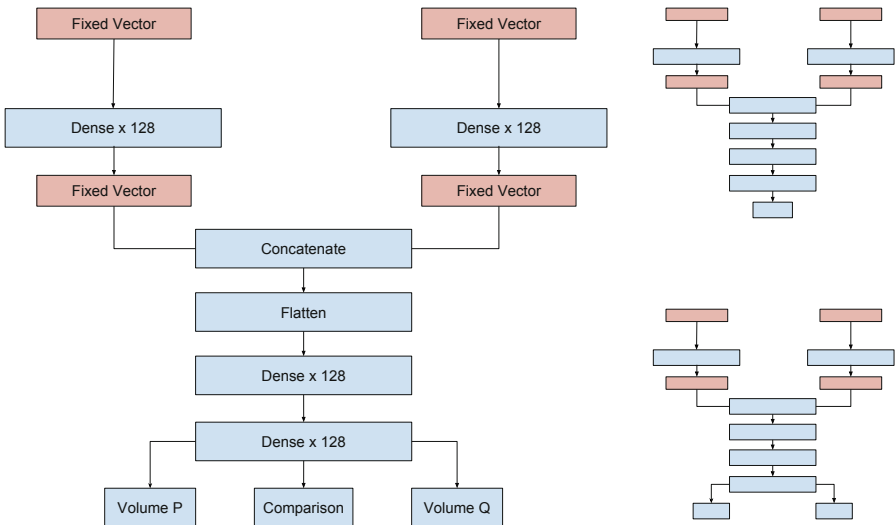 Fixed Vector
Fixed Vector
Dense x 128
Dense x 128
Fixed Vector
Fixed Vector
Concatenate
Flatten
Dense x 128
Dense x 128
Volume P
Comparison
Volume Q